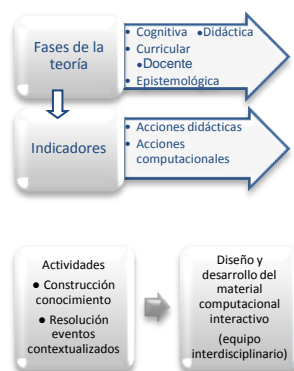 Fases de la
teoría
• Cognitiva •Didáctica
• Curricular
•Docente
• Epistemológica
Indicadores
• Acciones didácticas
• Acciones
computacionales
Actividades
● Construcción
conocimiento
● Resolución
eventos
contextualizados
Diseño y
desarrollo del
material
computacional
interactivo
(equipo
interdisciplinario)